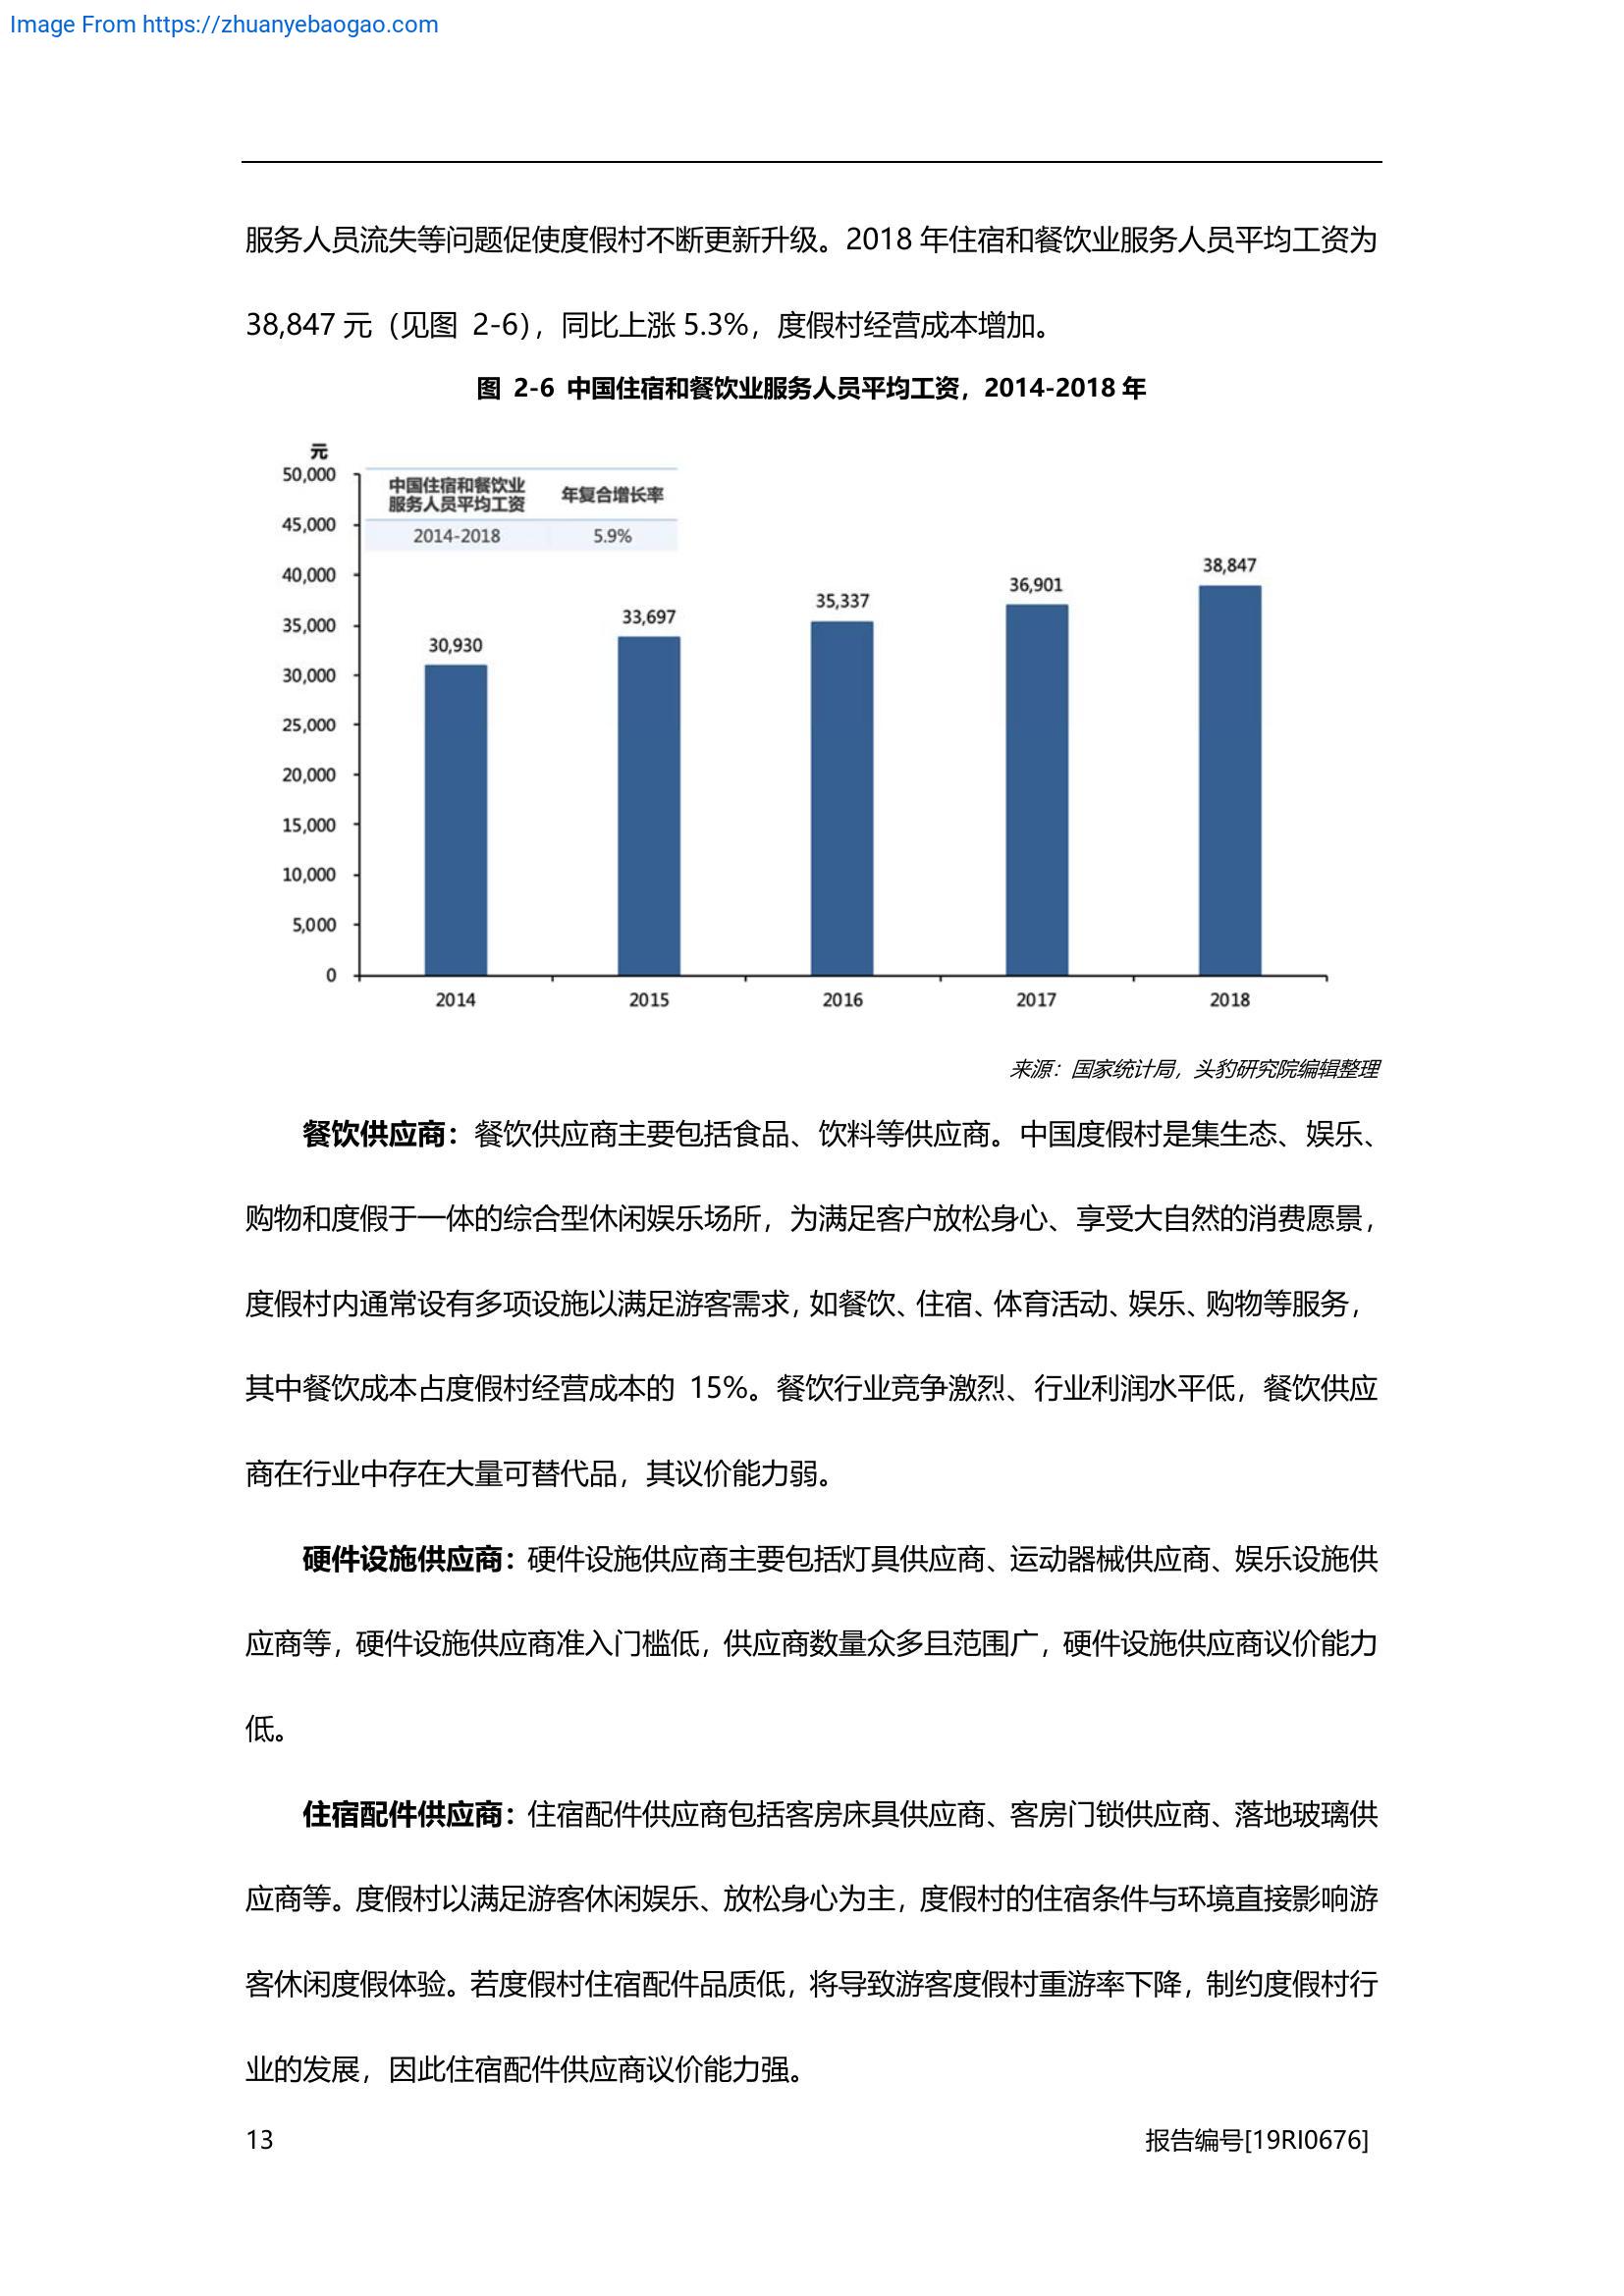 Image From https://zhuanyebaogao.com
服务人员流失等问题促使度假村不断更新升级。2018 年住宿和餐饮业服务人员平均工资为
38,847 元（见图 2-6），同比上涨 5.3%，度假村经营成本增加。
图 2-6 中国住宿和餐饮业服务人员平均工资，2014-2018 年
元
50,000
45,000
40,000
35,000
30,000
25,000
20,000
15,000
10,000
5,000
0
中国住宿和餐饮业
服务人员平均工资
年复合增长率
2014-2018 5.9%
30,930
33,697
35,337
36,901
38,847
2014 2015 2016 2017 2018
来源：国家统计局，头豹研究院编辑整理
餐饮供应商：餐饮供应商主要包括食品、饮料等供应商。中国度假村是集生态、娱乐、
购物和度假于一体的综合型休闲娱乐场所，为满足客户放松身心、享受大自然的消费愿景，
度假村内通常设有多项设施以满足游客需求，如餐饮、住宿、体育活动、娱乐、购物等服务，
其中餐饮成本占度假村经营成本的 15%。餐饮行业竞争激烈、行业利润水平低，餐饮供应
商在行业中存在大量可替代品，其议价能力弱。
硬件设施供应商：硬件设施供应商主要包括灯具供应商、运动器械供应商、娱乐设施供
应商等，硬件设施供应商准入门槛低，供应商数量众多且范围广，硬件设施供应商议价能力
低。
住宿配件供应商：住宿配件供应商包括客房床具供应商、客房门锁供应商、落地玻璃供
应商等。度假村以满足游客休闲娱乐、放松身心为主，度假村的住宿条件与环境直接影响游
客休闲度假体验。若度假村住宿配件品质低，将导致游客度假村重游率下降，制约度假村行
业的发展，因此住宿配件供应商议价能力强。
13
报告编号[19RI0676]